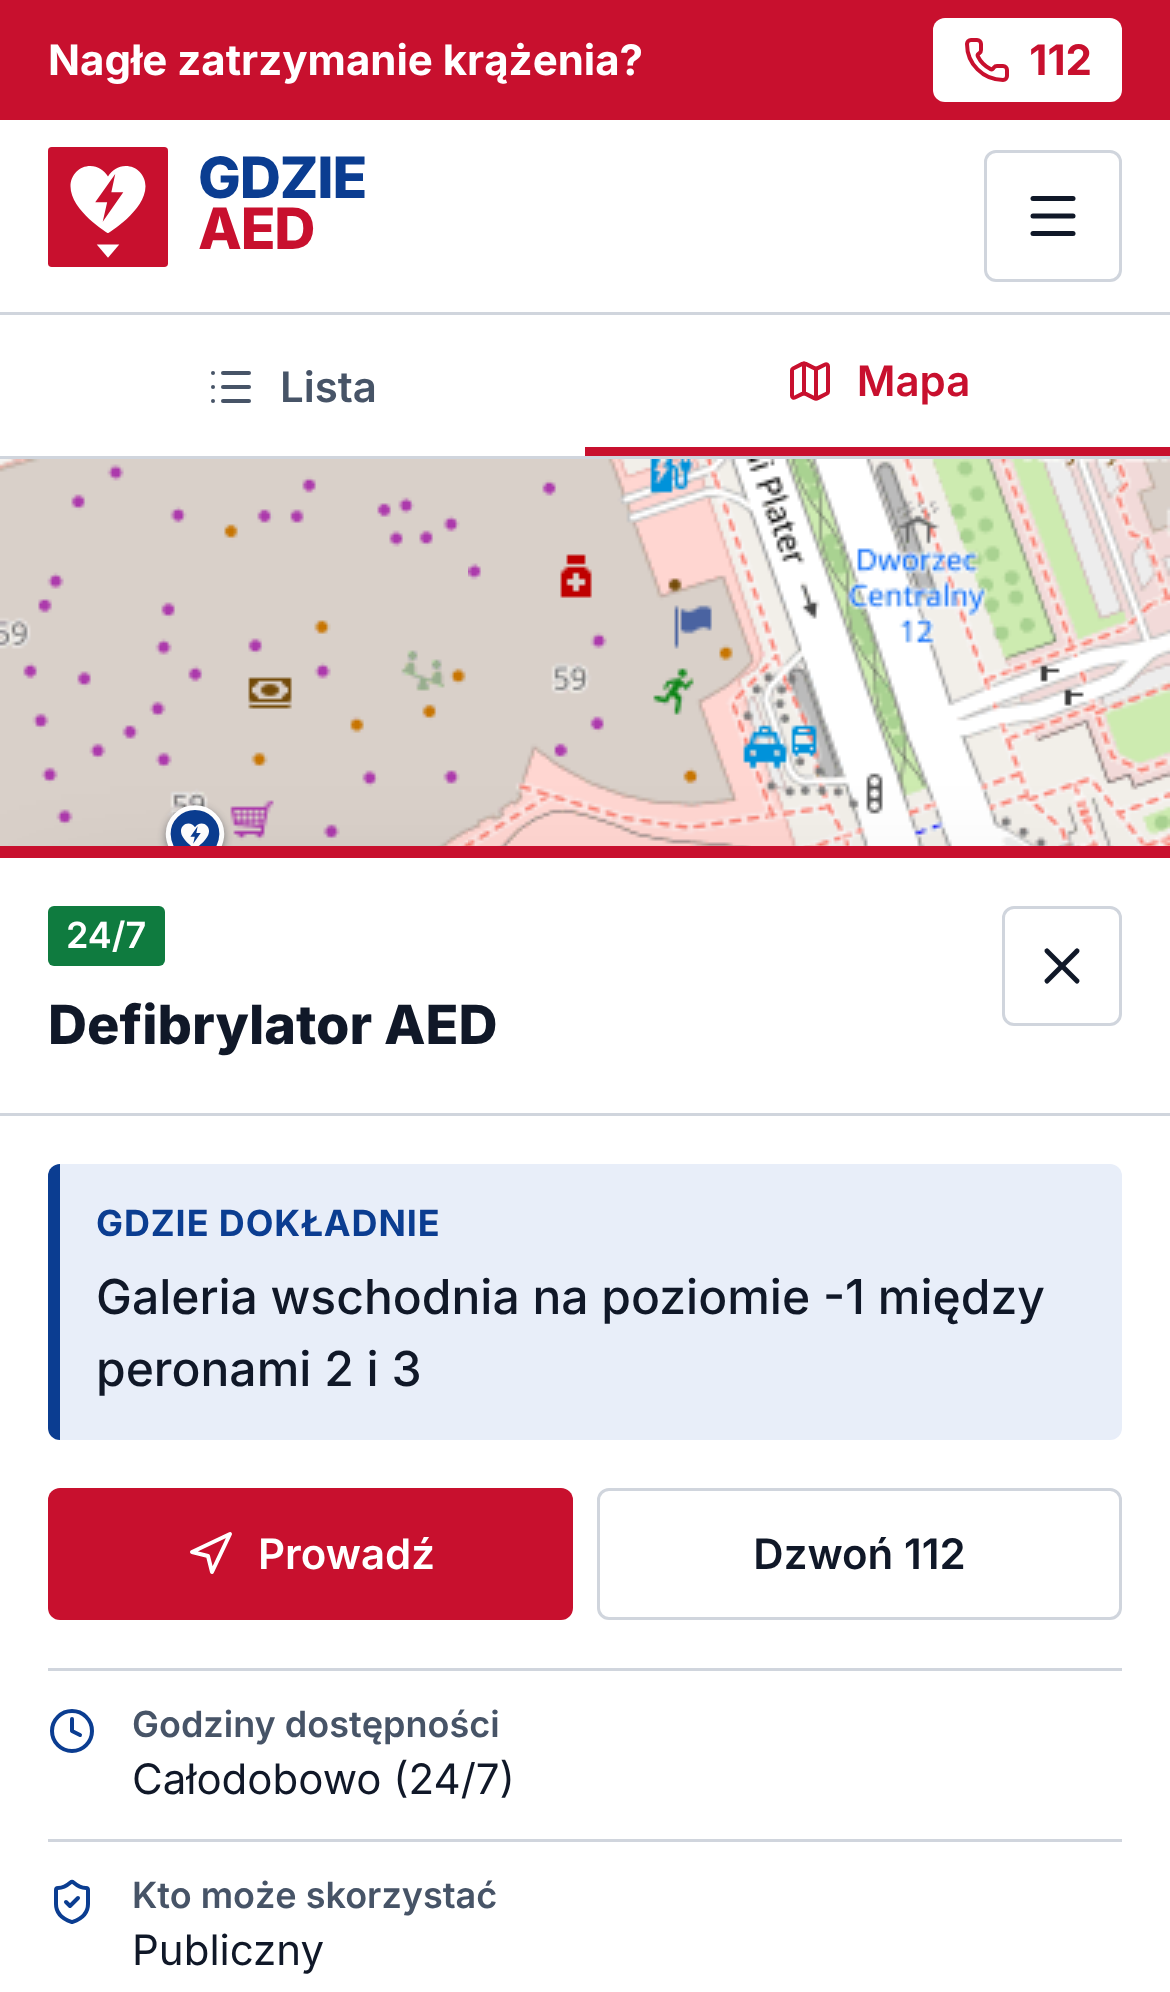 Nagłe zatrzymanie krążenia?
112
GDZIE
AED
Lista
Mapa
Plater
Dworzec
Centralny
12
59
59
59
24/7
Defibrylator AED
GDZIE DOKŁADNIE
Galeria wschodnia na poziomie -1 między
peronami 2 i 3
Prowadź
Dzwoń 112
Godziny dostępności
Całodobowo (24/7)
Kto może skorzystać
Publiczny